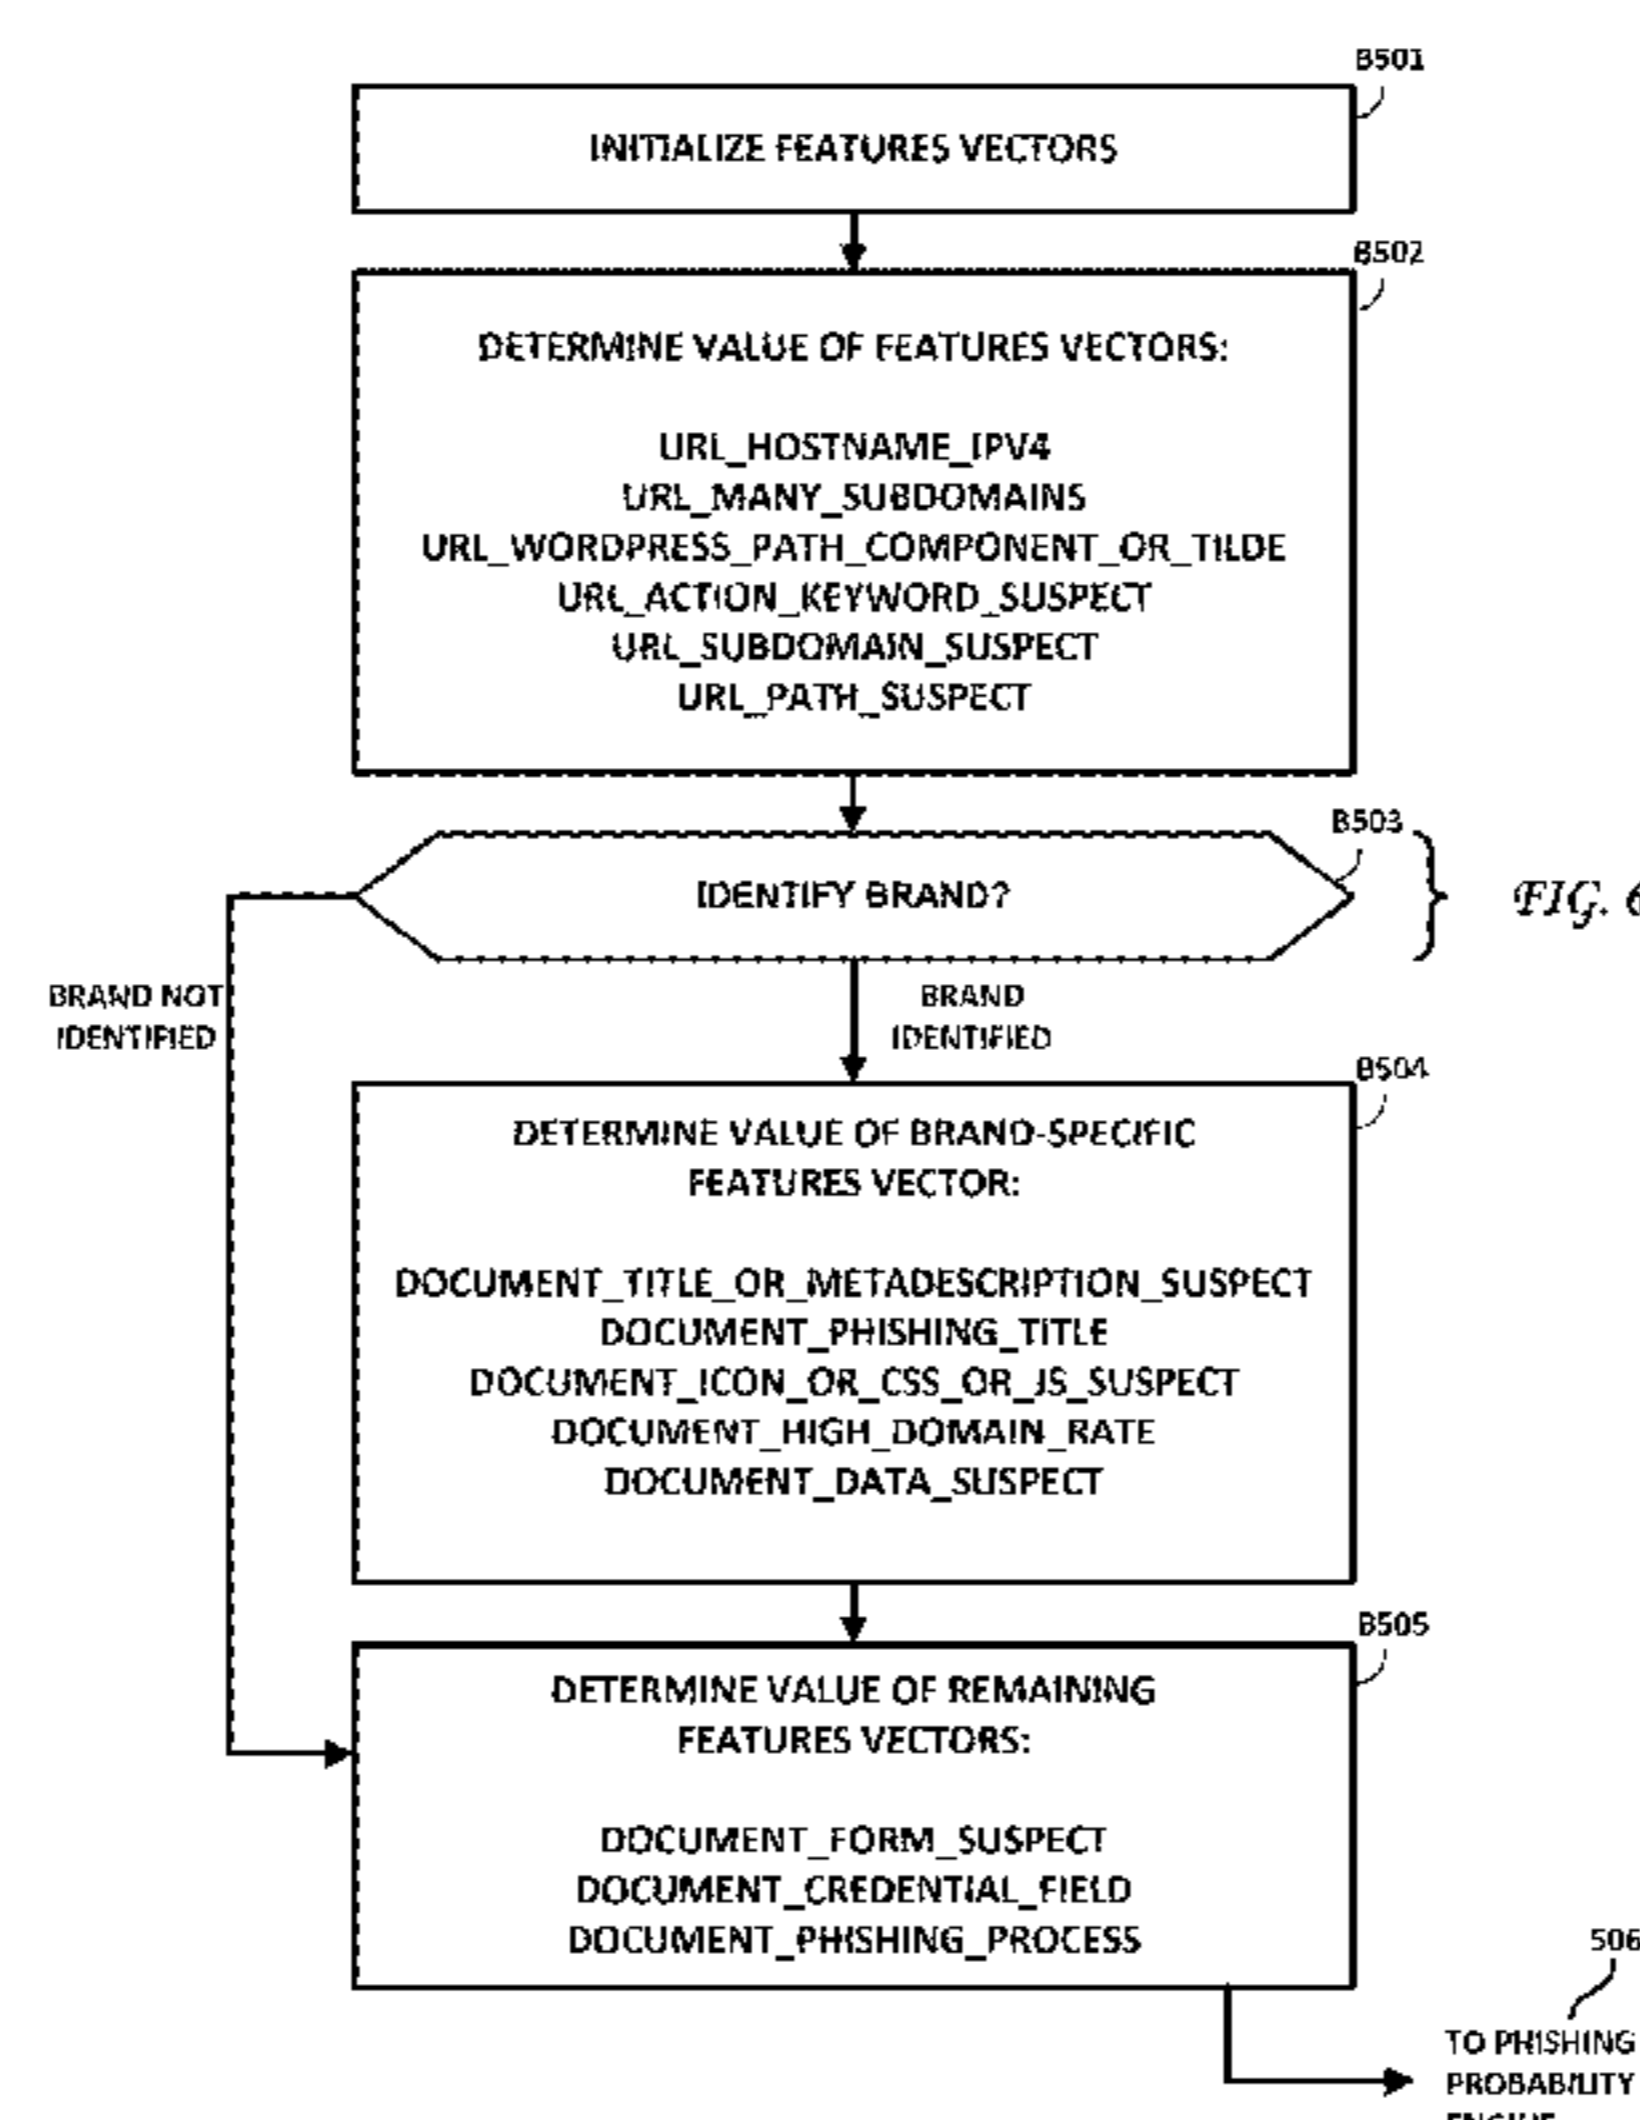 B501
INITIALIZE FEATURES VECTORS
B502
DETERMINE VALUE OF FEATURES VECTORS:
URL_HOSTNAME_IPV4
URL_MANY_SUBDOMAINS
URL_WORDPRESS_PATH_COMPONENT_OR_TILDE
URL_ACTION_KEYWORD_SUSPECT
URL_SUBDOMAIN_SUSPECT
URL_PATH_SUSPECT
B503
IDENTIFY BRAND?
FIG. 6
BRAND NOT
IDENTIFIED
BRAND
IDENTIFIED
B504
DETERMINE VALUE OF BRAND-SPECIFIC
FEATURES VECTOR:
DOCUMENT_TITLE_OR_METADESCRIPTION_SUSPECT
DOCUMENT_PHISHING_TITLE
DOCUMENT_ICON_OR_CSS_OR_JS_SUSPECT
DOCUMENT_HIGH_DOMAIN_RATE
DOCUMENT_DATA_SUSPECT
B505
DETERMINE VALUE OF REMAINING
FEATURES VECTORS:
DOCUMENT_FORM_SUSPECT
DOCUMENT_CREDENTIAL_FIELD
DOCUMENT_PHISHING_PROCESS
506
TO PHISHING
PROBABILITY